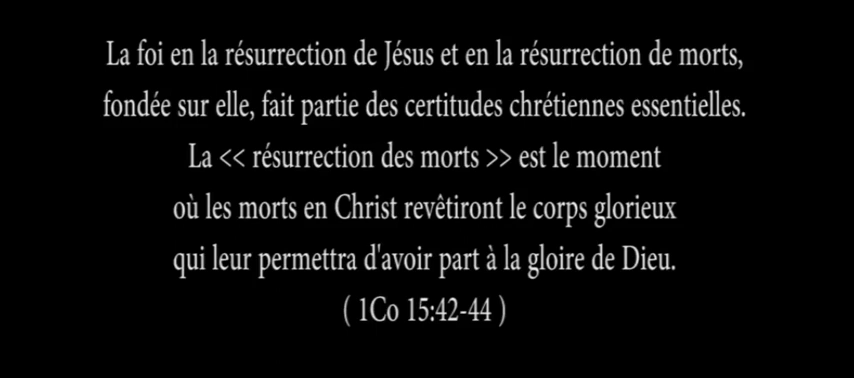 La foi en la résurrection de Jésus et en la résurrection de morts,
fondée sur elle, fait partie des certitudes chrétiennes essentielles.
La << résurrection des morts >> est le moment
où les morts en Christ revêtiront le corps glorieux
qui leur permettra d'avoir part à la gloire de Dieu.
( 1Co 15:42-44 )